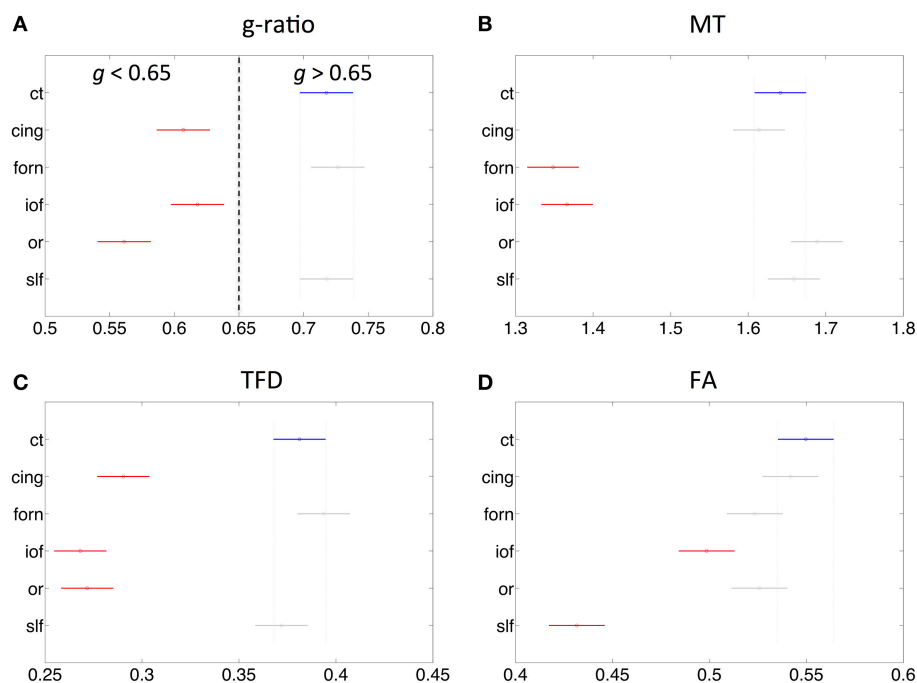 A g-ratio
g < 0.65 g > 0.65
ct
cing
forn
iof
or
slf
0.5 0.55 0.6 0.65 0.7 0.75 0.8
B MT
ct
cing
forn
iof
or
slf
1.3 1.4 1.5 1.6 1.7 1.8
C TFD
ct
cing
forn
iof
or
slf
0.25 0.3 0.35 0.4 0.45
D FA
ct
cing
forn
iof
or
slf
0.4 0.45 0.5 0.55 0.6